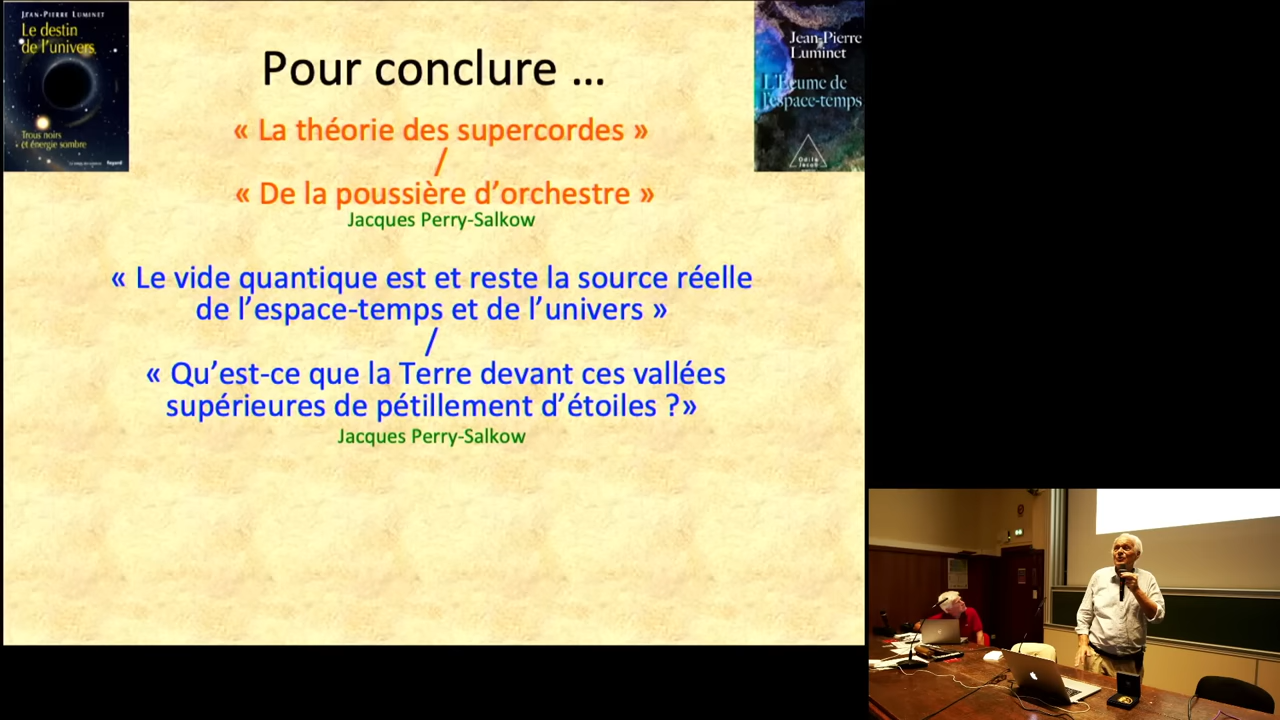 JEAN-PIERRE LUMINET
Le destin
de l'univers
Trous noirs
et énergie sombre
Fayard
Jean-Pierre
Luminet
L'Écume de
l'espace-temps
Odile
Jacob
Pour conclure …
« La théorie des supercordes »
/
« De la poussière d’orchestre »
Jacques Perry-Salkow
« Le vide quantique est et reste la source réelle
de l’espace-temps et de l’univers »
/
« Qu’est-ce que la Terre devant ces vallées
supérieures de pétillement d’étoiles ?»
Jacques Perry-Salkow